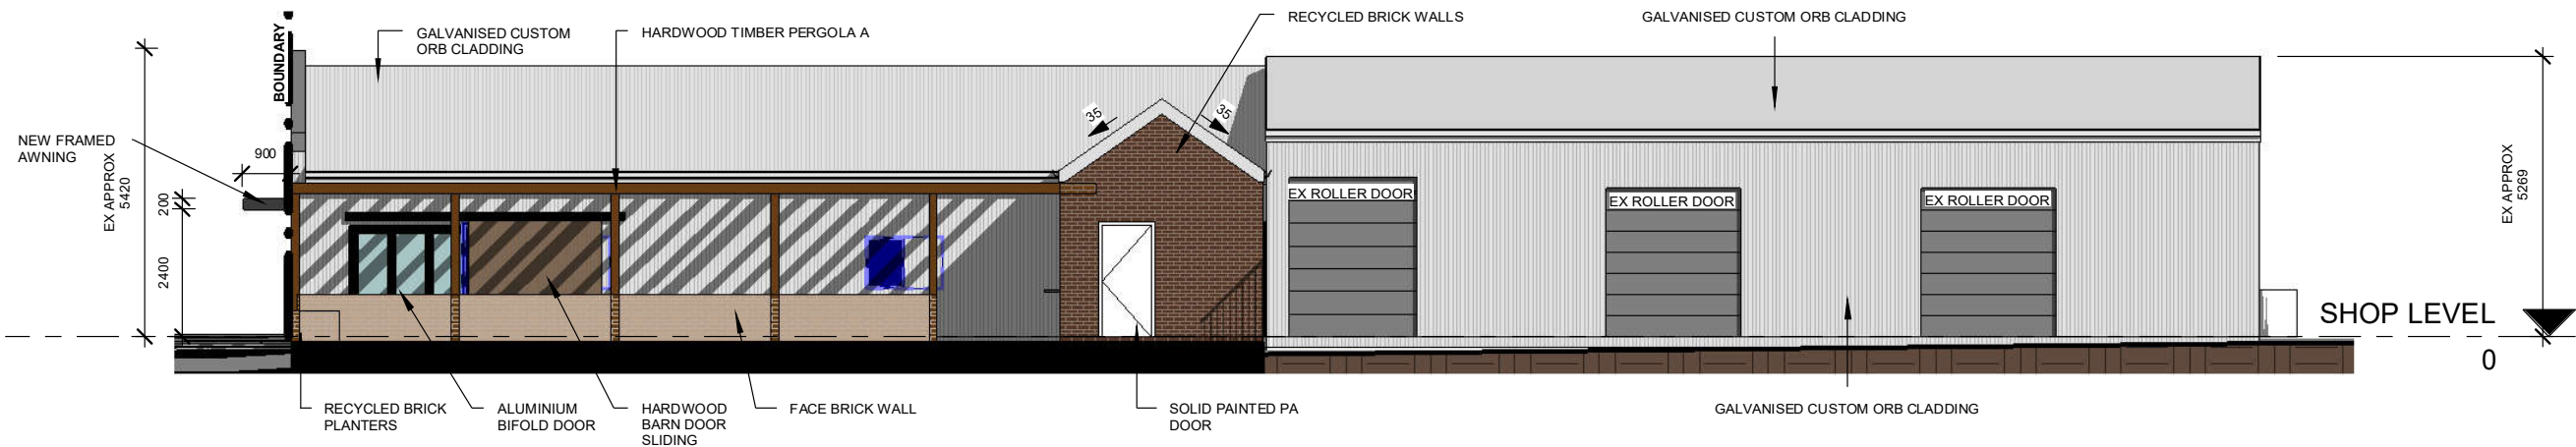 BOUNDARY
GALVANISED CUSTOM
ORB CLADDING
HARDWOOD TIMBER PERGOLA A
RECYCLED BRICK WALLS
GALVANISED CUSTOM ORB CLADDING
NEW FRAMED
AWNING
900
EX APPROX
5420
200
2400
35
35
EX ROLLER DOOR
EX ROLLER DOOR
EX ROLLER DOOR
EX APPROX
5269
SHOP LEVEL
0
RECYCLED BRICK
PLANTERS
ALUMINIUM
BIFOLD DOOR
HARDWOOD
BARN DOOR
SLIDING
FACE BRICK WALL
SOLID PAINTED PA
DOOR
GALVANISED CUSTOM ORB CLADDING